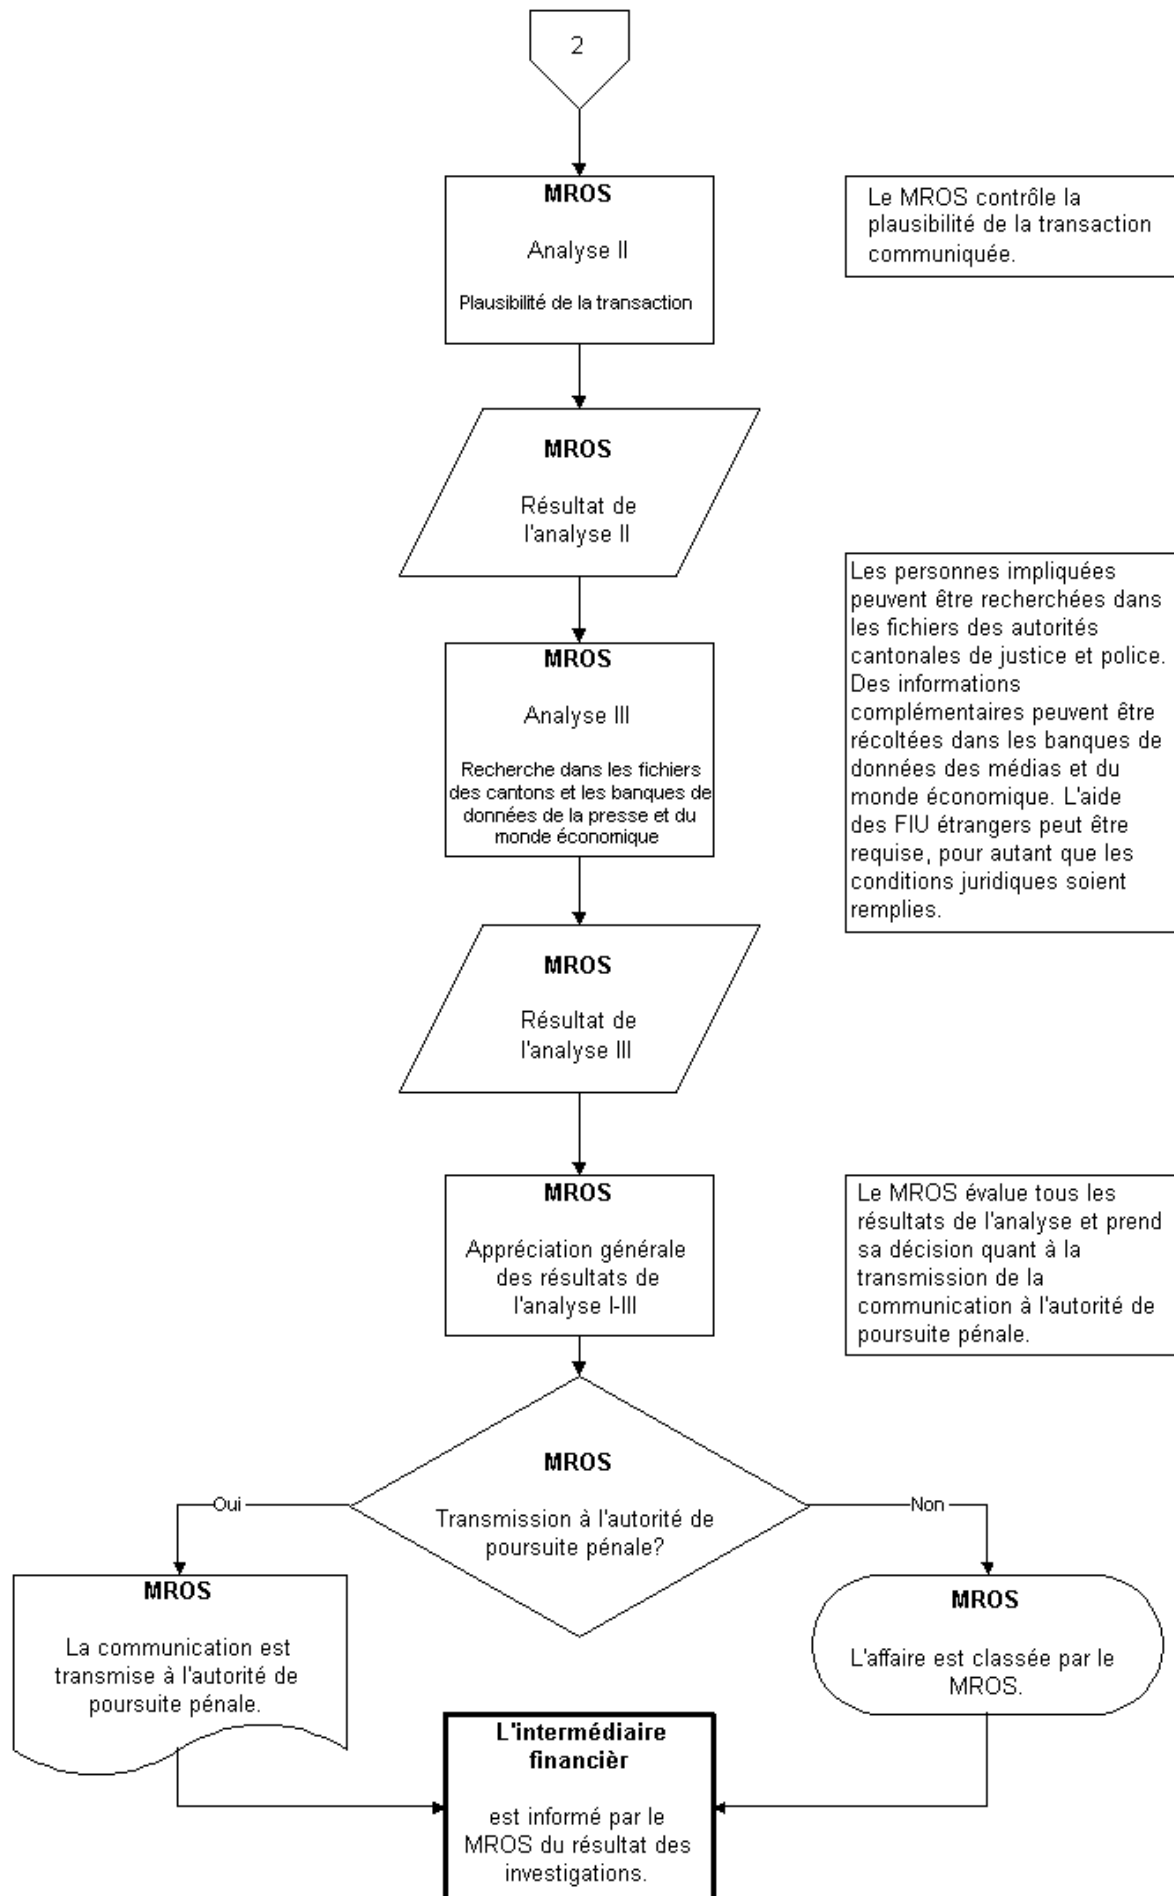 2
MROS
Analyse II
Plausibilité de la transaction
Le MROS contrôle la
plausibilité de la transaction
communiquée.
MROS
Résultat de
l'analyse II
MROS
Analyse III
Recherche dans les fichiers
des cantons et les banques de
données de la presse et du
monde économique
Les personnes impliquées
peuvent être recherchées dans
les fichiers des autorités
cantonales de justice et police.
Des informations
complémentaires peuvent être
récoltées dans les banques de
données des médias et du
monde économique. L'aide
des FIU étrangers peut être
requise, pour autant que les
conditions juridiques soient
remplies.
MROS
Résultat de
l'analyse III
MROS
Appréciation générale
des résultats de
l'analyse I-III
Le MROS évalue tous les
résultats de l'analyse et prend
sa décision quant à la
transmission de la
communication à l'autorité de
poursuite pénale.
MROS
Transmission à l'autorité de
poursuite pénale?
Oui
Non
MROS
La communication est
transmise à l'autorité de
poursuite pénale.
MROS
L'affaire est classée par le
MROS.
L'intermédiaire
financièr
est informé par le
MROS du résultat des
investigations.